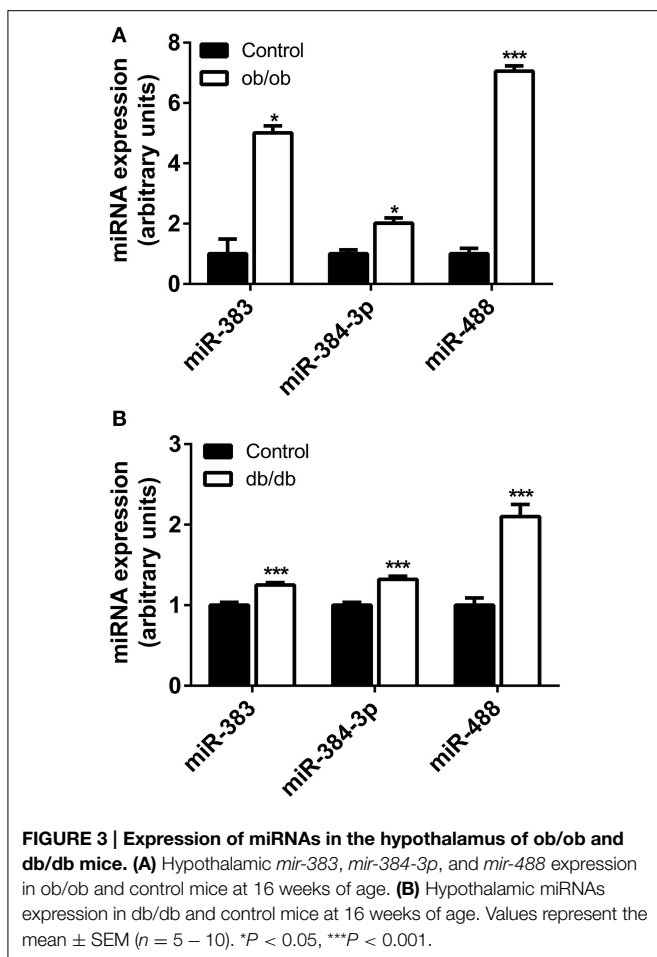 A
miRNA expression
(arbitrary units)
8
6
4
2
0
Control
ob/ob
*
*
***
miR-383
miR-384-3p
miR-488
B
miRNA expression
(arbitrary units)
3
2
1
0
Control
db/db
***
***
***
miR-383
miR-384-3p
miR-488
FIGURE 3 | Expression of miRNAs in the hypothalamus of ob/ob and
db/db mice. (A) Hypothalamic mir-383, mir-384-3p, and mir-488 expression
in ob/ob and control mice at 16 weeks of age. (B) Hypothalamic miRNAs
expression in db/db and control mice at 16 weeks of age. Values represent the
mean ± SEM (n = 5 – 10). *P < 0.05, ***P < 0.001.